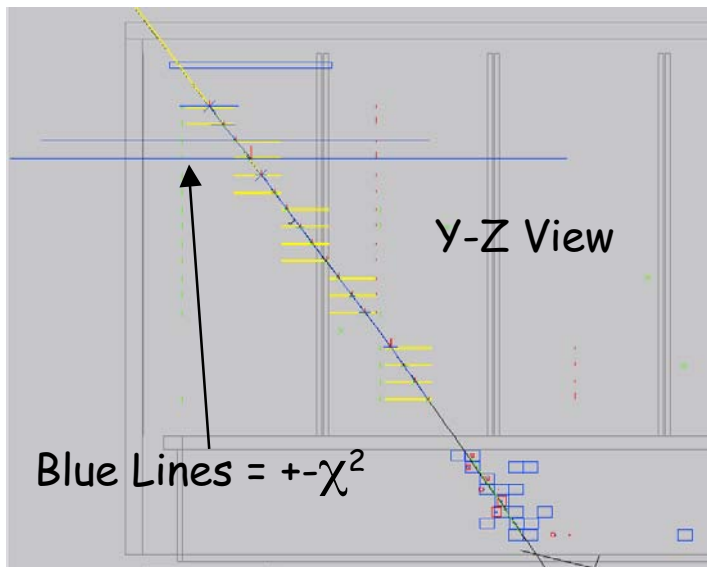 Y-Z View
Blue Lines = +-χ²